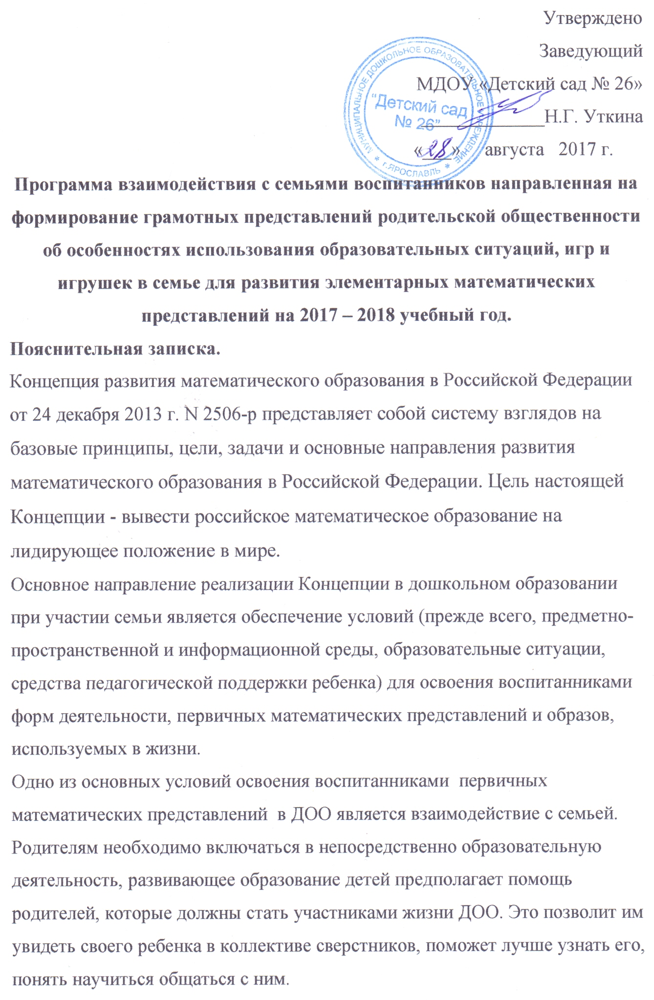 Утверждено
Заведующий
МДОУ «Детский сад № 26»
____________Н.Г. Уткина
«28» августа 2017 г.
МУНИЦИПАЛЬНОЕ ДОШКОЛЬНОЕ ОБРАЗОВАТЕЛЬНОЕ УЧРЕЖДЕНИЕ
* г.ЯРОСЛАВЛЬ *
“Детский сад
№ 26”
Программа взаимодействия с семьями воспитанников направленная на
формирование грамотных представлений родительской общественности
об особенностях использования образовательных ситуаций, игр и
игрушек в семье для развития элементарных математических
представлений на 2017 – 2018 учебный год.
Пояснительная записка.
Концепция развития математического образования в Российской Федерации
от 24 декабря 2013 г. N 2506-р представляет собой систему взглядов на
базовые принципы, цели, задачи и основные направления развития
математического образования в Российской Федерации. Цель настоящей
Концепции - вывести российское математическое образование на
лидирующее положение в мире.
Основное направление реализации Концепции в дошкольном образовании
при участии семьи является обеспечение условий (прежде всего, предметно-
пространственной и информационной среды, образовательные ситуации,
средства педагогической поддержки ребенка) для освоения воспитанниками
форм деятельности, первичных математических представлений и образов,
используемых в жизни.
Одно из основных условий освоения воспитанниками  первичных
математических представлений  в ДОО является взаимодействие с семьей.
Родителям необходимо включаться в непосредственно образовательную
деятельность, развивающее образование детей предполагает помощь
родителей, которые должны стать участниками жизни ДОО. Это позволит им
увидеть своего ребенка в коллективе сверстников, поможет лучше узнать его,
понять научиться общаться с ним.